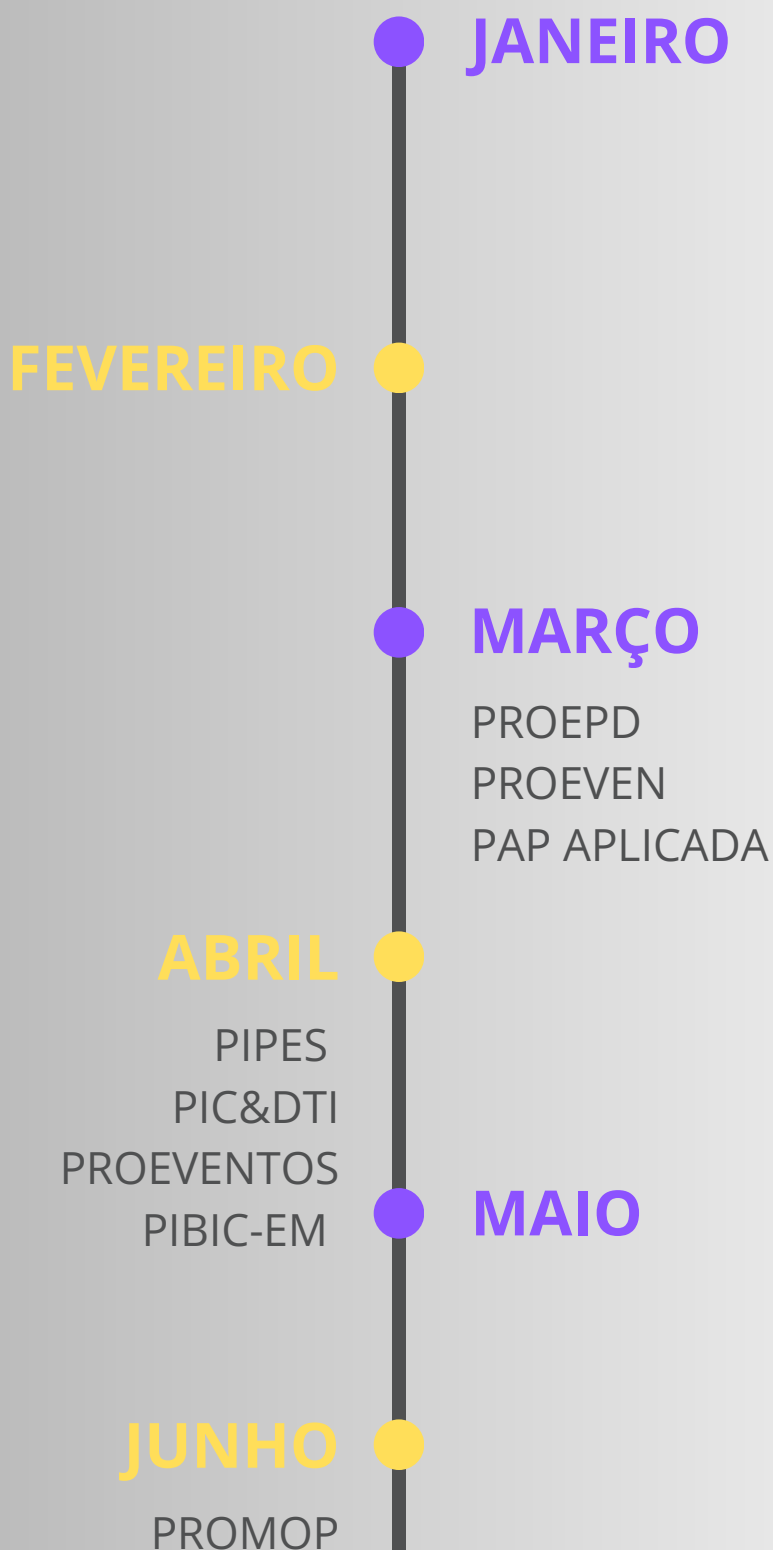 JANEIRO
FEVEREIRO
MARÇO
PROEPD
PROEVEN
PAP APLICADA
ABRIL
PIPES
PIC&DTI
PROEVENTOS
PIBIC-EM
MAIO
JUNHO
PROMOP